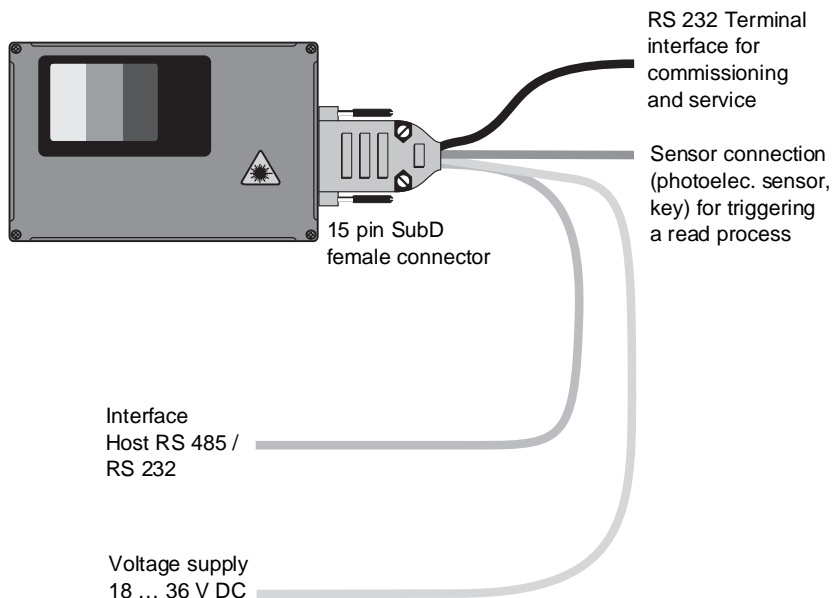 RS 232 Terminal
interface for
commissioning
and service
Sensor connection
(photoelec. sensor,
key) for triggering
a read process
15 pin SubD
female connector
Interface
Host RS 485 /
RS 232
Voltage supply
18 … 36 V DC